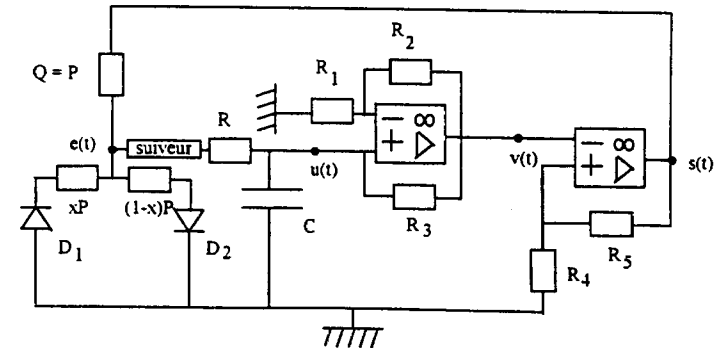 Q = P
e(t)
suiveur
R
R1
R2
− ∞
+
u(t)
R3
v(t)
− ∞
+
s(t)
xP
(1-x)P
D1
D2
C
R4
R5